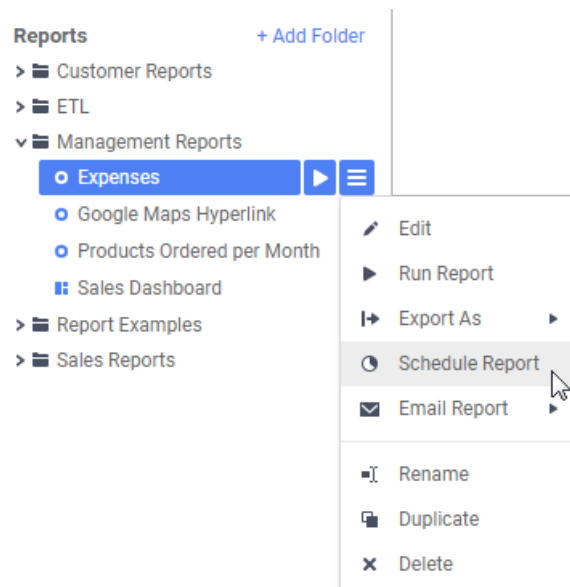 Reports + Add Folder
Customer Reports
ETL
Management Reports
Expenses
Google Maps Hyperlink
Products Ordered per Month
Sales Dashboard
Report Examples
Sales Reports
Edit
Run Report
Export As
Schedule Report
Email Report
Rename
Duplicate
Delete